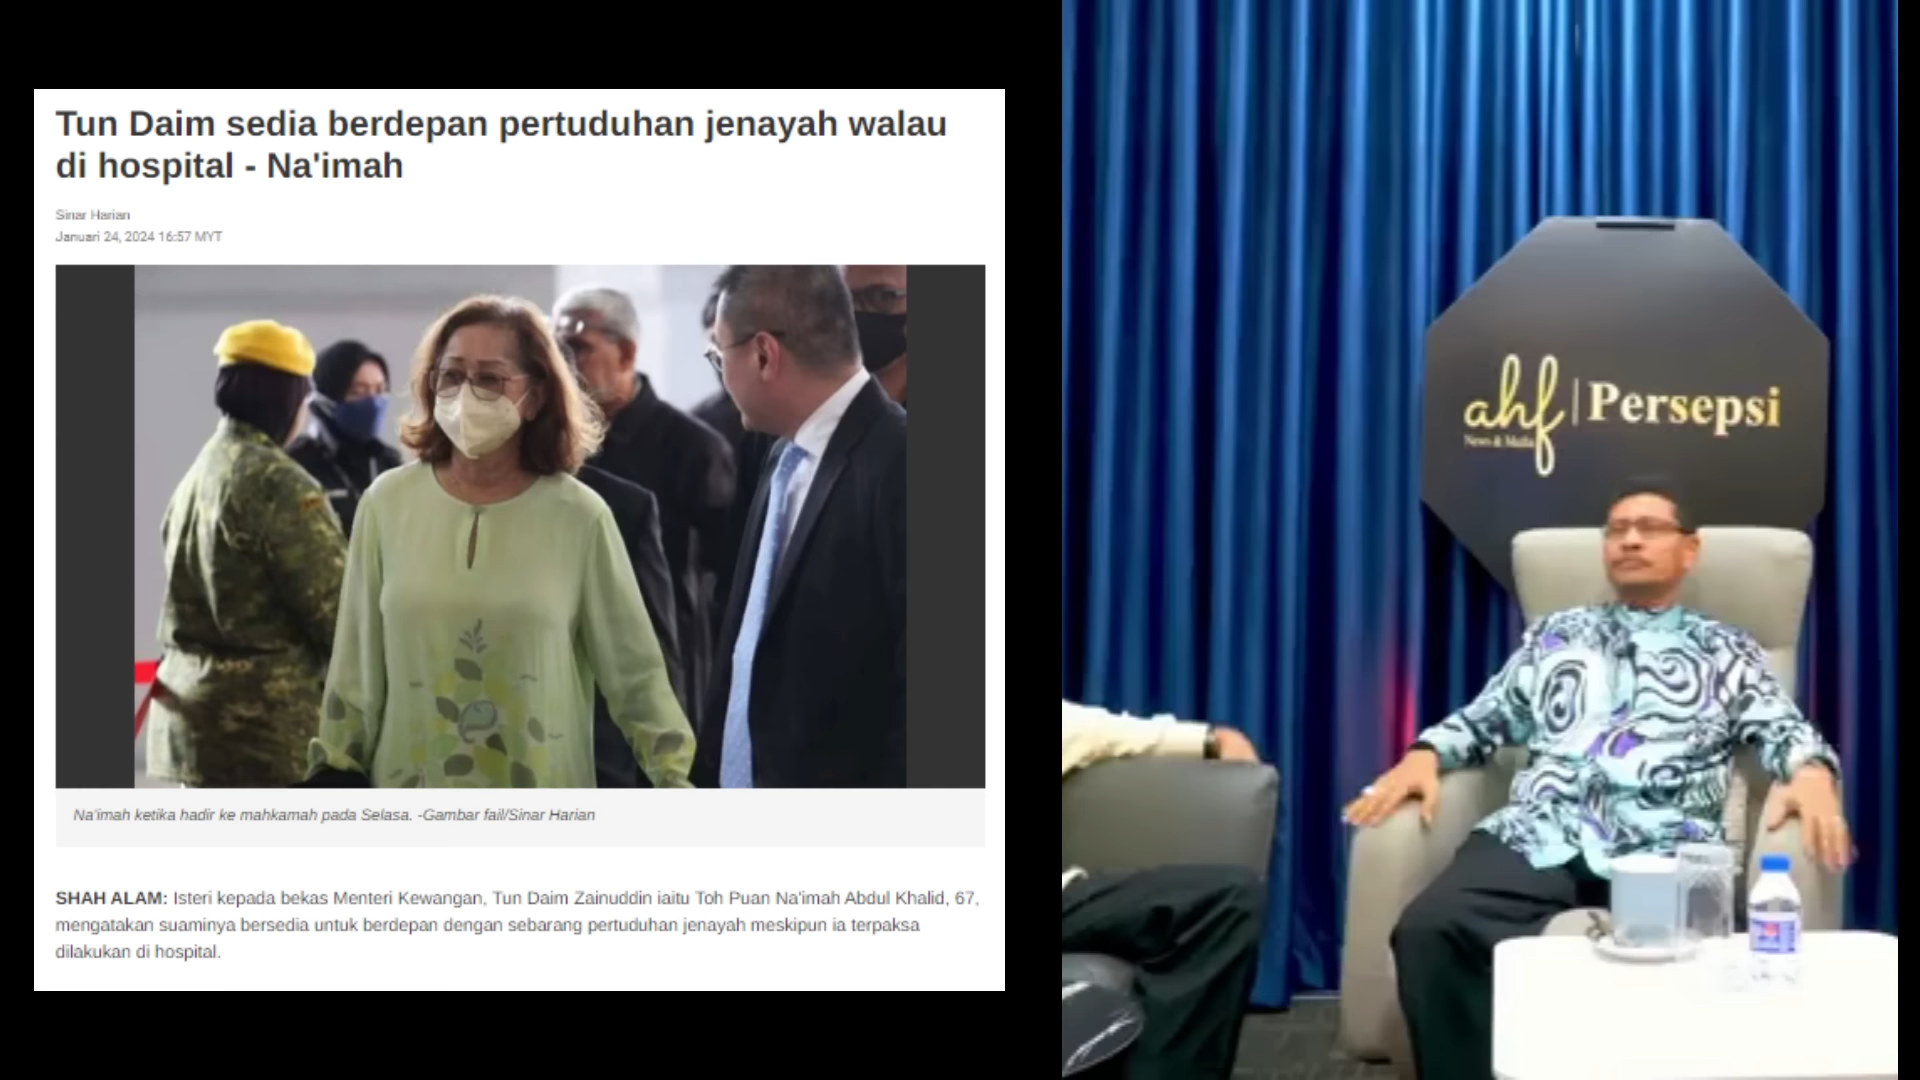 Tun Daim sedia berdepan pertuduhan jenayah walau
di hospital - Na'imah
Sinar Harian
Januari 24, 2024 16:57 MYT
Na'imah ketika hadir ke mahkamah pada Selasa. -Gambar fail/Sinar Harian
SHAH ALAM: Isteri kepada bekas Menteri Kewangan, Tun Daim Zainuddin iaitu Toh Puan Na'imah Abdul Khalid, 67,
mengatakan suaminya bersedia untuk berdepan dengan sebarang pertuduhan jenayah meskipun ia terpaksa
dilakukan di hospital.
ahf | Persepsi
News & Media